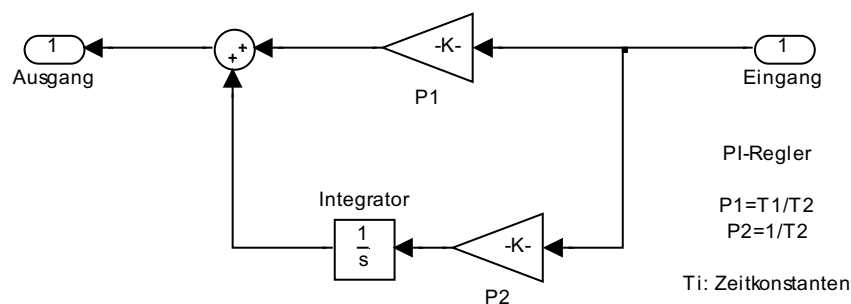 1
Ausgang
+
+
-K-
P1
1
Eingang
PI-Regler
P1=T1/T2
P2=1/T2
Ti: Zeitkonstanten
Integrator
1
s
-K-
P2